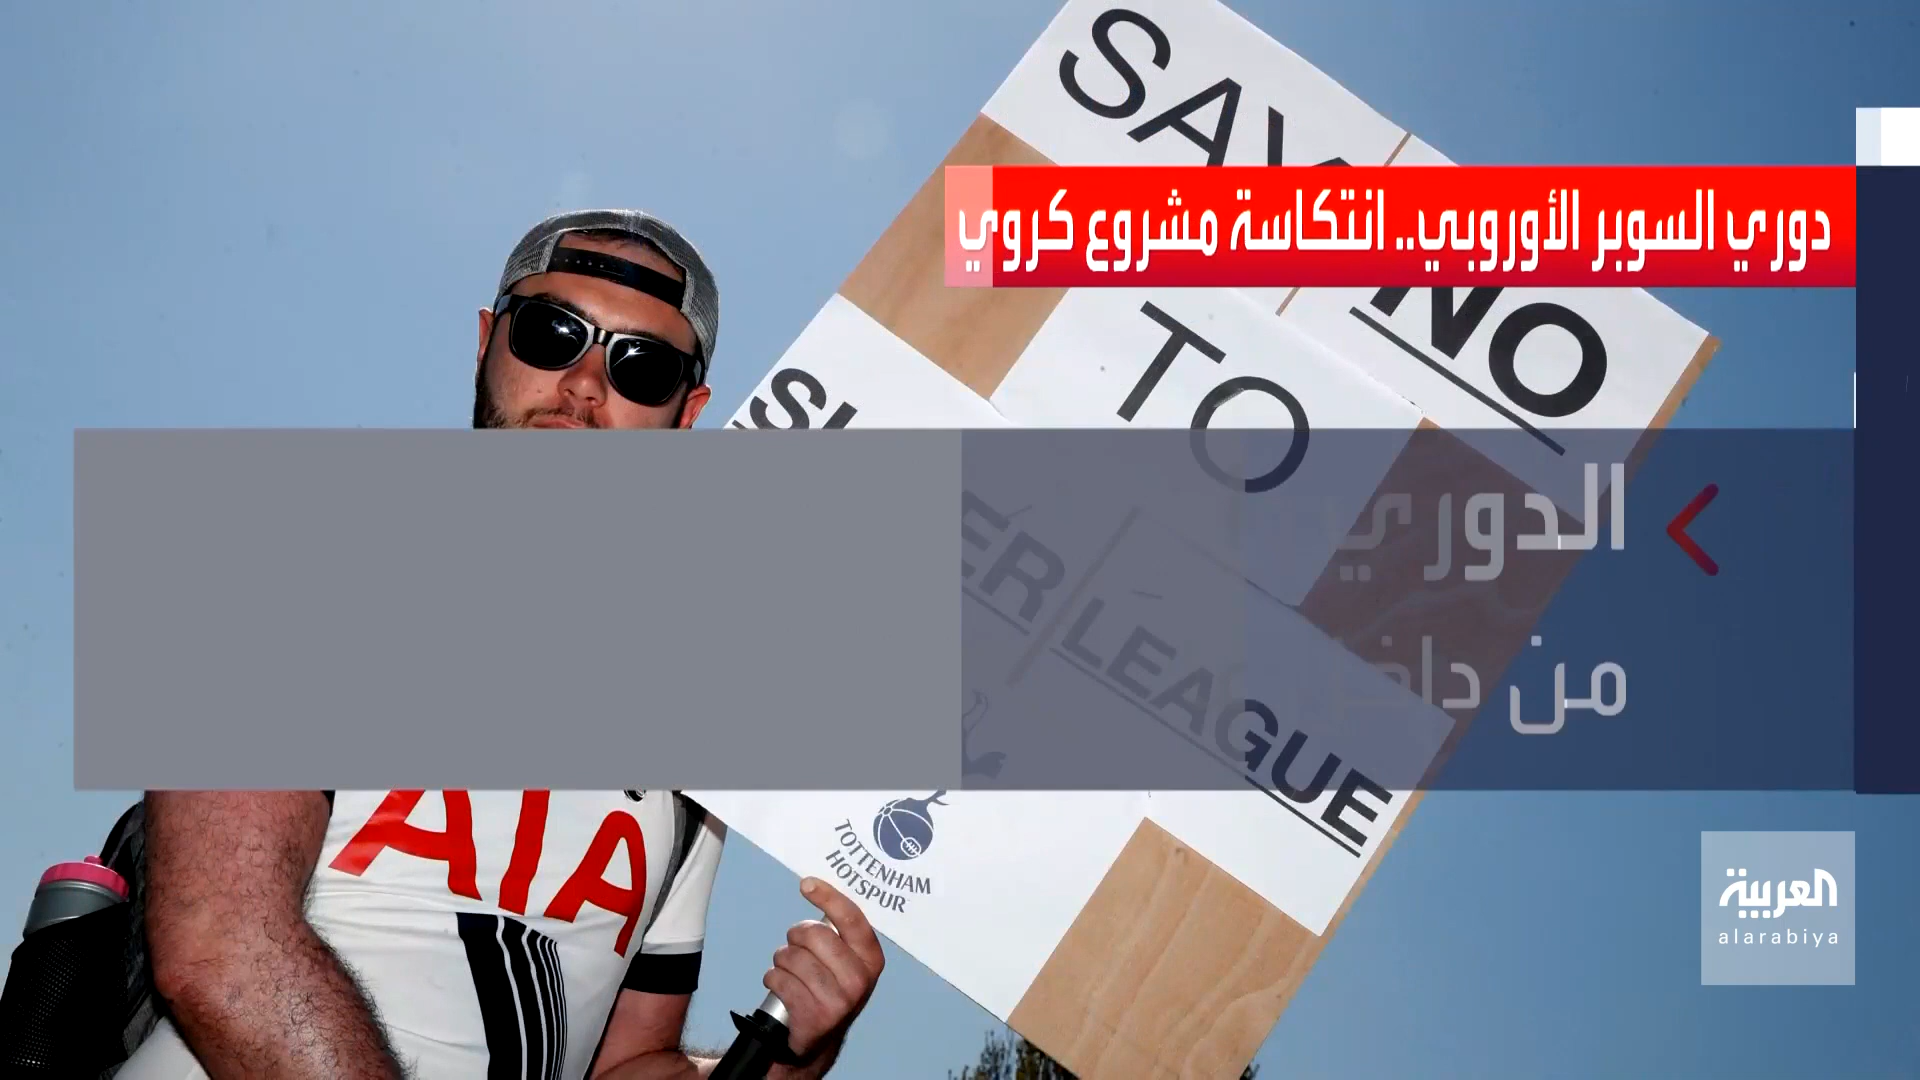 SAY
NO
دوري السوبر الأوروبي.. انتكاسة مشروع كروي
TO
LEAGUE
الدوري
من
AIA
TOTTENHAM
HOTSPUR
العربية
alarabiya